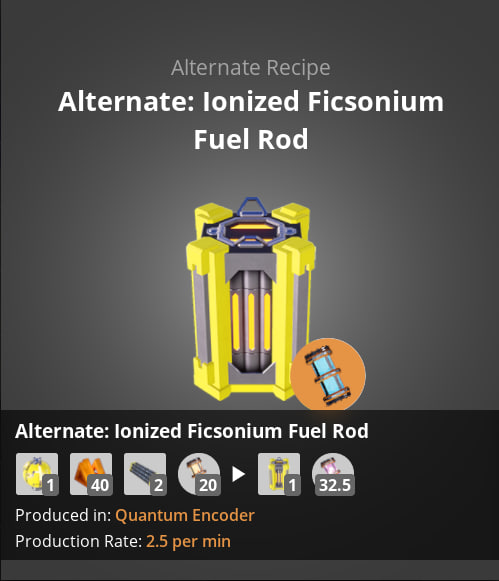 Alternate Recipe
Alternate: Ionized Ficsonium
Fuel Rod
Alternate: Ionized Ficsonium Fuel Rod
1 40 2 20 1 32.5
Produced in: Quantum Encoder
Production Rate: 2.5 per min